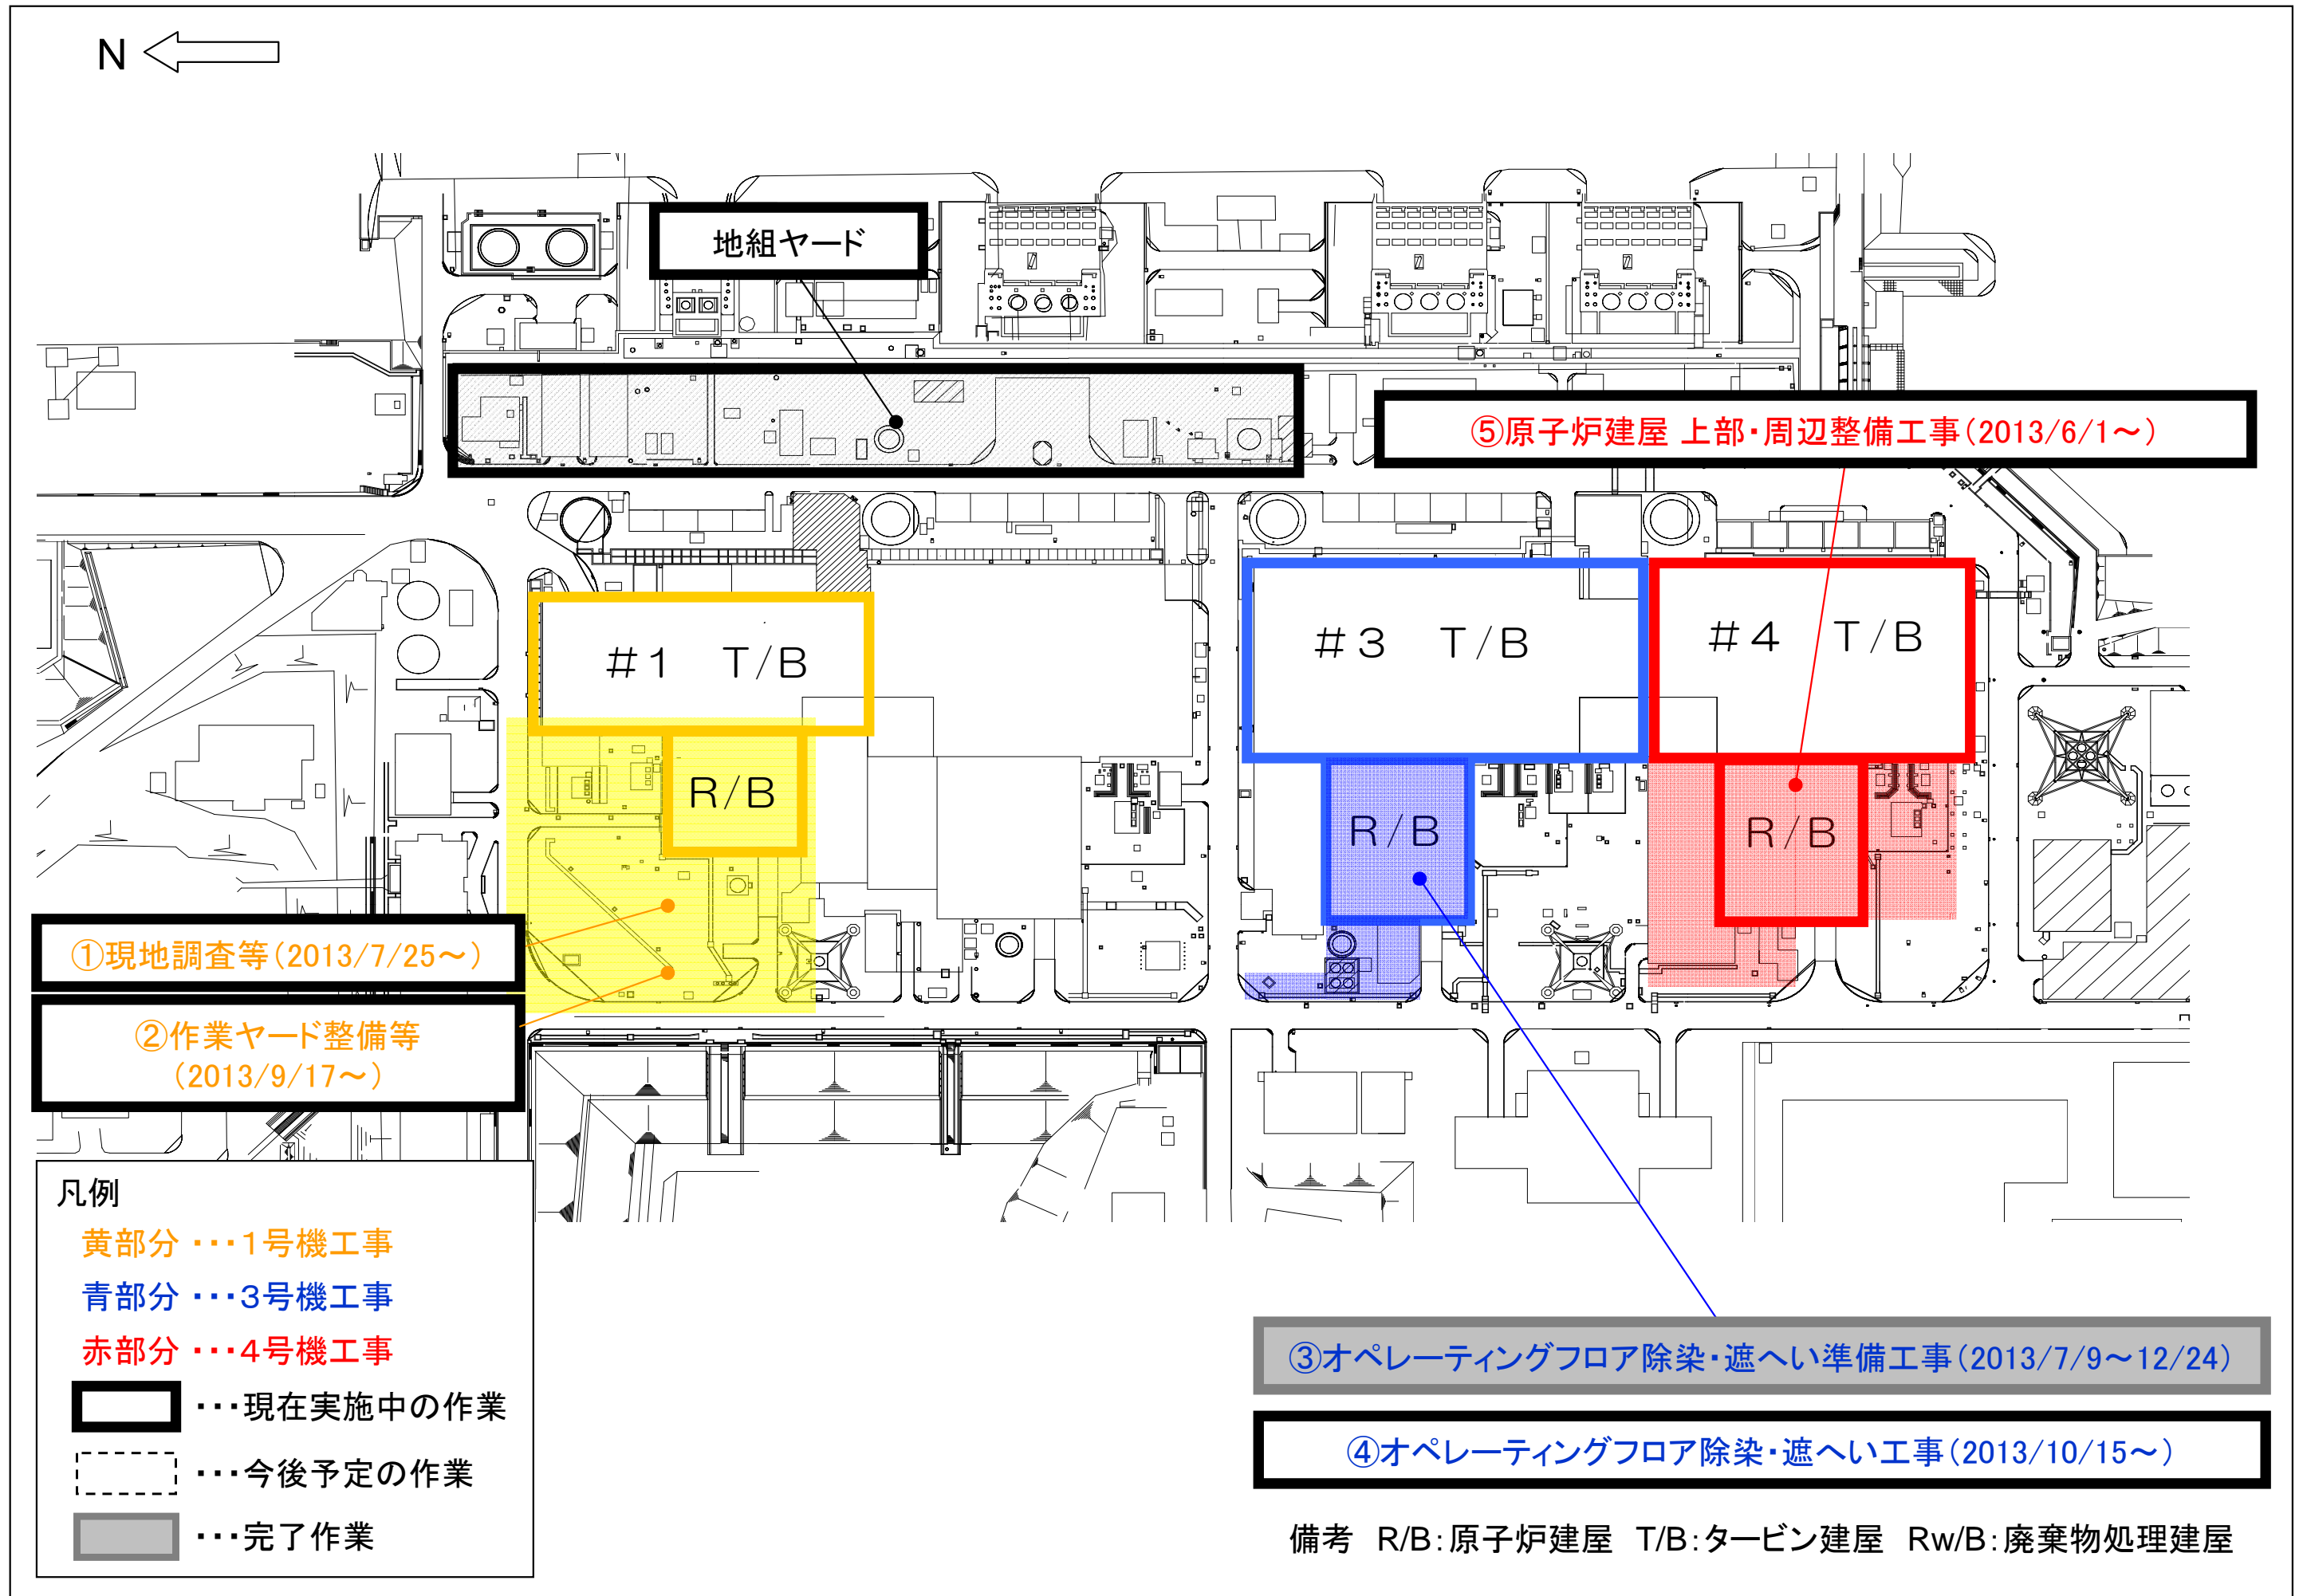 N
地組ヤード
⑤原子炉建屋 上部・周辺整備工事(2013/6/1～)
#1 T/B
#3 T/B
#4 T/B
R/B
R/B
R/B
①現地調査等(2013/7/25～)
②作業ヤード整備等
(2013/9/17～)
凡例
黄部分 ・・・1号機工事
青部分 ・・・3号機工事
赤部分 ・・・4号機工事
・・・現在実施中の作業
・・・今後予定の作業
・・・完了作業
③オペレーティングフロア除染・遮へい準備工事(2013/7/9～12/24)
④オペレーティングフロア除染・遮へい工事(2013/10/15～)
備考 R/B:原子炉建屋 T/B:タービン建屋 Rw/B:廃棄物処理建屋